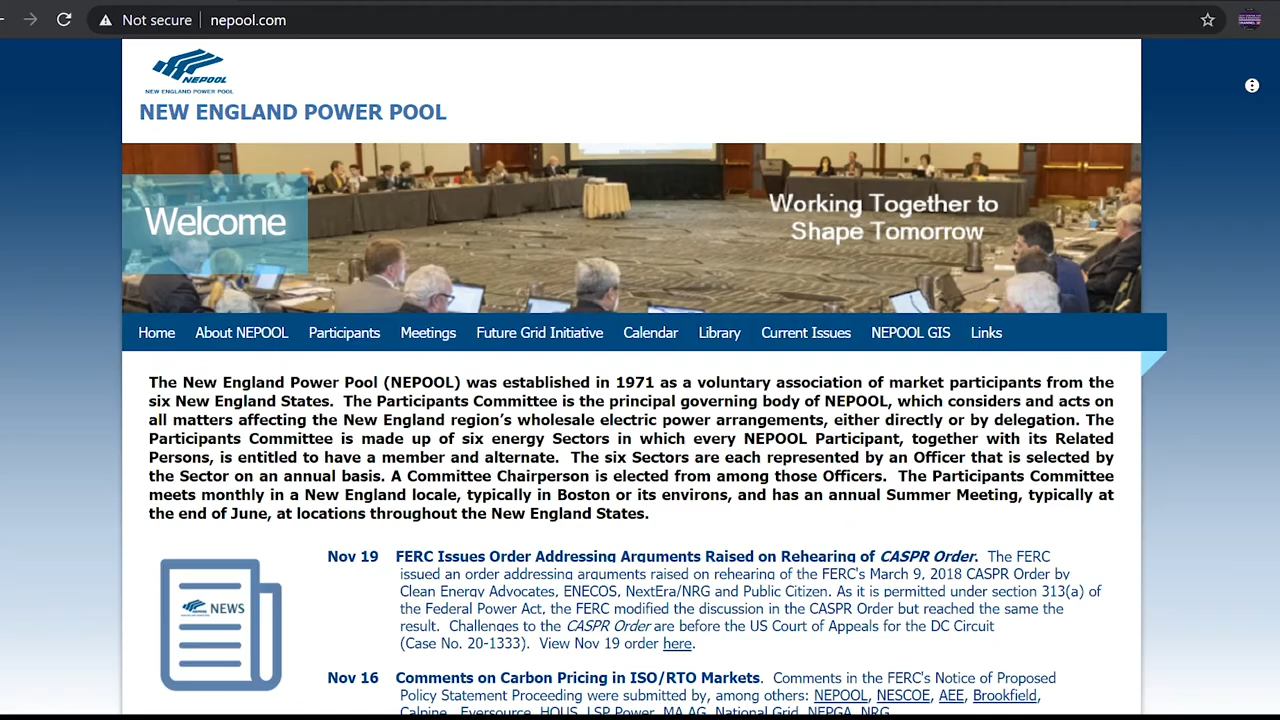 Not secure nepool.com
NEPOOL
NEW ENGLAND POWER POOL
NEW ENGLAND POWER POOL
Welcome
Working Together to
Shape Tomorrow
Home About NEPOOL Participants Meetings Future Grid Initiative Calendar Library Current Issues NEPOOL GIS Links
The New England Power Pool (NEPOOL) was established in 1971 as a voluntary association of market participants from the
six New England States. The Participants Committee is the principal governing body of NEPOOL, which considers and acts on
all matters affecting the New England region's wholesale electric power arrangements, either directly or by delegation. The
Participants Committee is made up of six energy Sectors in which every NEPOOL Participant, together with its Related
Persons, is entitled to have a member and alternate. The six Sectors are each represented by an Officer that is selected by
the Sector on an annual basis. A Committee Chairperson is elected from among those Officers. The Participants Committee
meets monthly in a New England locale, typically in Boston or its environs, and has an annual Summer Meeting, typically at
the end of June, at locations throughout the New England States.
NEWS
Nov 19 FERC Issues Order Addressing Arguments Raised on Rehearing of CASPR Order. The FERC
issued an order addressing arguments raised on rehearing of the FERC's March 9, 2018 CASPR Order by
Clean Energy Advocates, ENECOS, NextEra/NRG and Public Citizen. As it is permitted under section 313(a) of
the Federal Power Act, the FERC modified the discussion in the CASPR Order but reached the same the
result. Challenges to the CASPR Order are before the US Court of Appeals for the DC Circuit
(Case No. 20-1333). View Nov 19 order here.
Nov 16 Comments on Carbon Pricing in ISO/RTO Markets. Comments in the FERC's Notice of Proposed
Policy Statement Proceeding were submitted by, among others: NEPOOL, NESCOE, AEE, Brookfield,
Calpine, Eversource, HQUS, LSP Power, MA AG, National Grid, NEPGA, NRG